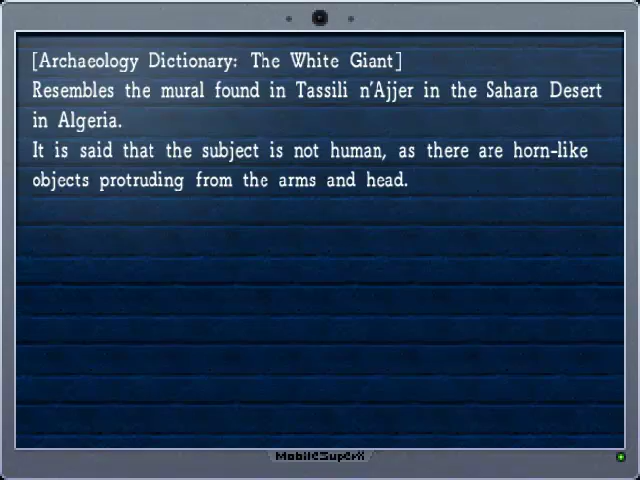 [Archaeology Dictionary: The White Giant]
Resembles the mural found in Tassili n'Ajjer in the Sahara Desert
in Algeria.
It is said that the subject is not human, as there are horn-like
objects protruding from the arms and head.
MobileSuperX